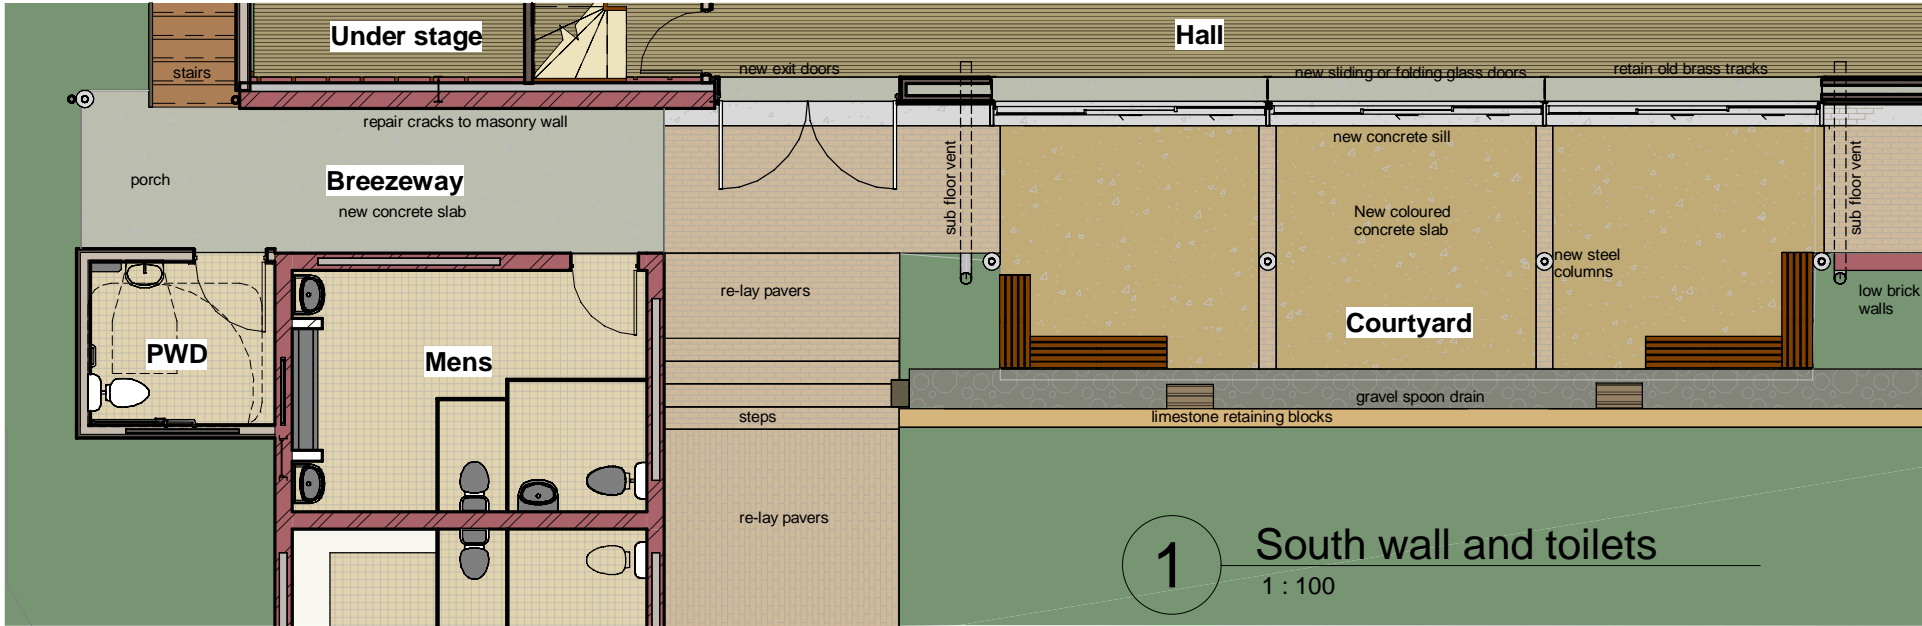 Under stage
Hall
stairs
new exit doors
new sliding or folding glass doors
retain old brass tracks
repair cracks to masonry wall
new concrete sill
porch
Breezeway
new concrete slab
sub floor vent
sub floor vent
New coloured
concrete slab
new steel
columns
re-lay pavers
low brick
walls
Courtyard
PWD
Mens
gravel spoon drain
steps
limestone retaining blocks
re-lay pavers
1
South wall and toilets
1 : 100